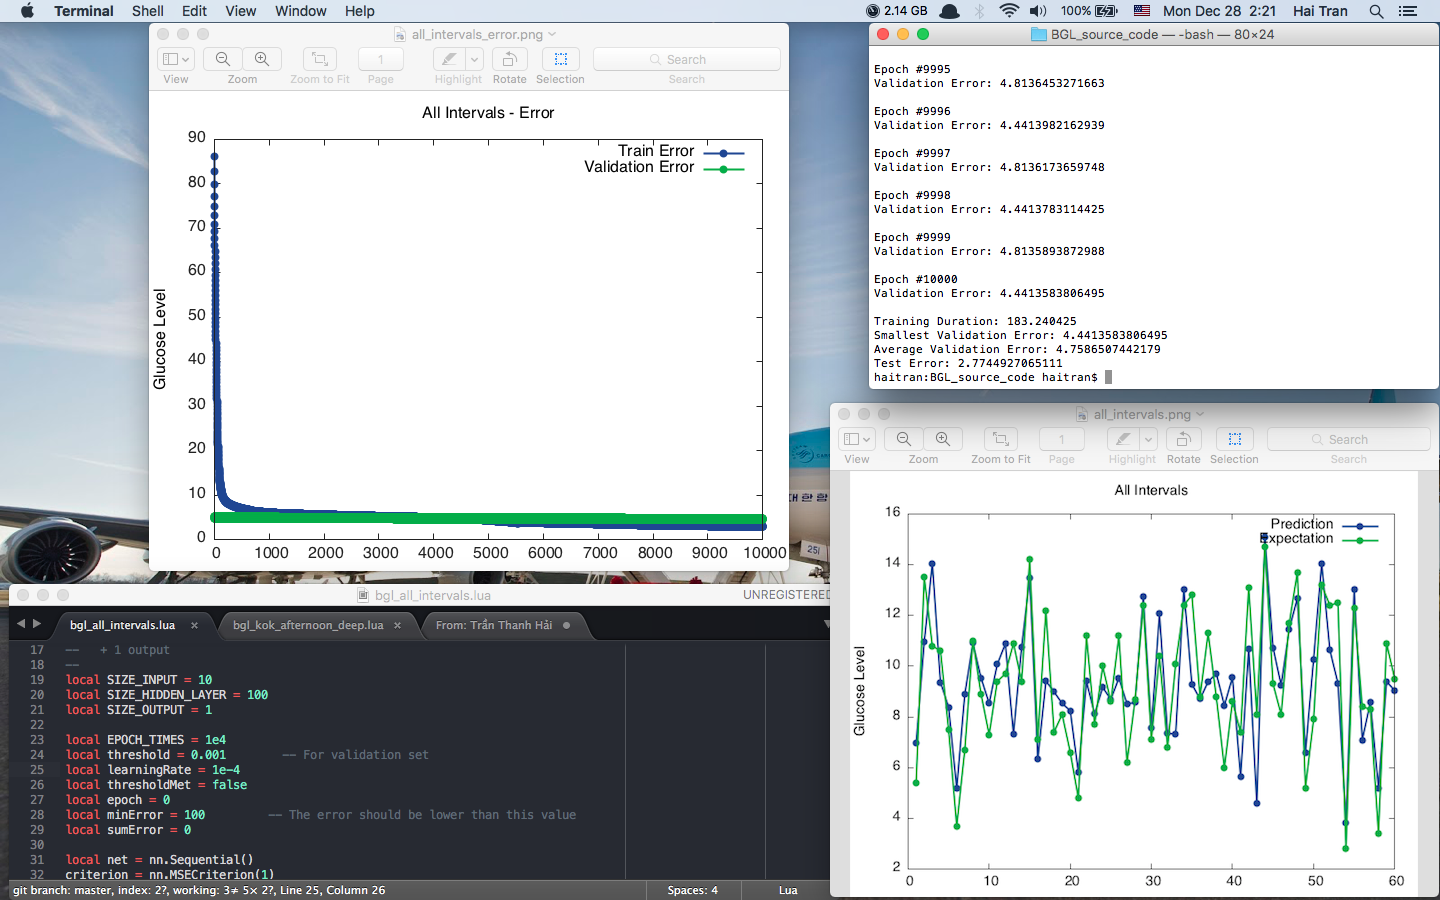 Terminal Shell Edit View Window Help 2.14 GB 100% Mon Dec 28 2:21 Hai Tran
all_intervals_error.png
1 Search
View Zoom Zoom to Fit Page Highlight Rotate Selection Search
All Intervals - Error
Train Error
Validation Error
Glucose Level
90
80
70
60
50
40
30
20
10
0
0 1000 2000 3000 4000 5000 6000 7000 8000 9000 10000
BGL_source_code — -bash — 80×24
Epoch #9995
Validation Error: 4.8136453271663
Epoch #9996
Validation Error: 4.4413982162939
Epoch #9997
Validation Error: 4.8136173659748
Epoch #9998
Validation Error: 4.4413783114425
Epoch #9999
Validation Error: 4.8135893872988
Epoch #10000
Validation Error: 4.4413583806495
Training Duration: 183.240425
Smallest Validation Error: 4.4413583806495
Average Validation Error: 4.7586507442179
Test Error: 2.7744927065111
haitran:BGL_source_code haitran$
대한항
251
bgl_all_intervals.lua UNREGISTERED
bgl_all_intervals.lua × bgl_kok_afternoon_deep.lua × From: Trần Thanh Hải
17 -- + 1 output
18 --
19 local SIZE_INPUT = 10
20 local SIZE_HIDDEN_LAYER = 100
21 local SIZE_OUTPUT = 1
22
23 local EPOCH_TIMES = 1e4
24 local threshold = 0.001 -- For validation set
25 local learningRate = 1e-4
26 local thresholdMet = false
27 local epoch = 0
28 local minError = 100 -- The error should be lower than this value
29 local sumError = 0
30
31 local net = nn.Sequential()
32 criterion = nn.MSECriterion(1)
git branch: master, index: 2?, working: 3≠ 5× 2?, Line 25, Column 26 Spaces: 4 Lua
all_intervals.png
1 Search
View Zoom Zoom to Fit Page Highlight Rotate Selection Search
All Intervals
Prediction
Expectation
Glucose Level
16
14
12
10
8
6
4
2
0 10 20 30 40 50 60